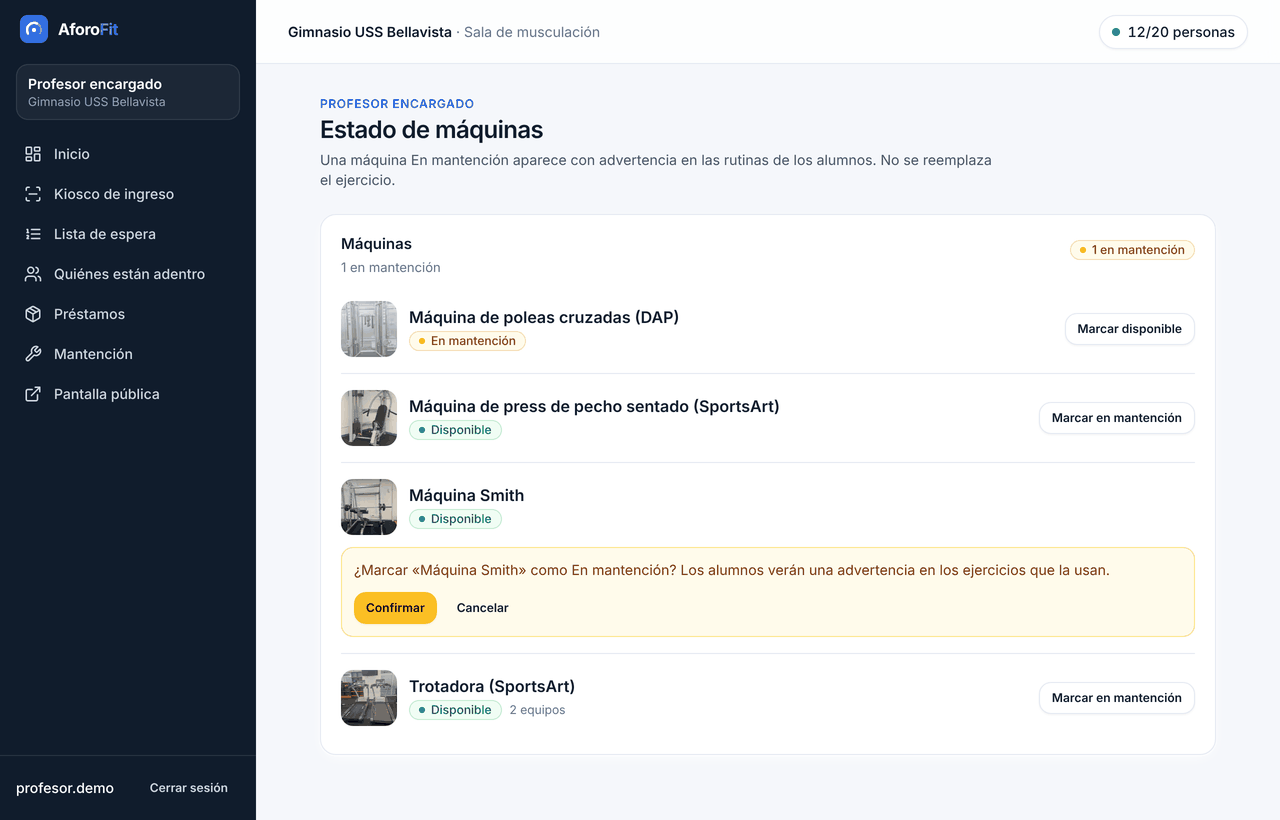 AforoFit
Profesor encargado
Gimnasio USS Bellavista
Inicio
Kiosco de ingreso
Lista de espera
Quiénes están adentro
Préstamos
Mantención
Pantalla pública
profesor.demo
Cerrar sesión
Gimnasio USS Bellavista · Sala de musculación
12/20 personas
PROFESOR ENCARGADO
Estado de máquinas
Una máquina En mantención aparece con advertencia en las rutinas de los alumnos. No se reemplaza
el ejercicio.
Máquinas
1 en mantención
1 en mantención
Máquina de poleas cruzadas (DAP)
En mantención
Marcar disponible
Máquina de press de pecho sentado (SportsArt)
Disponible
Marcar en mantención
Máquina Smith
Disponible
¿Marcar «Máquina Smith» como En mantención? Los alumnos verán una advertencia en los ejercicios que la usan.
Confirmar
Cancelar
Trotadora (SportsArt)
Disponible
2 equipos
Marcar en mantención